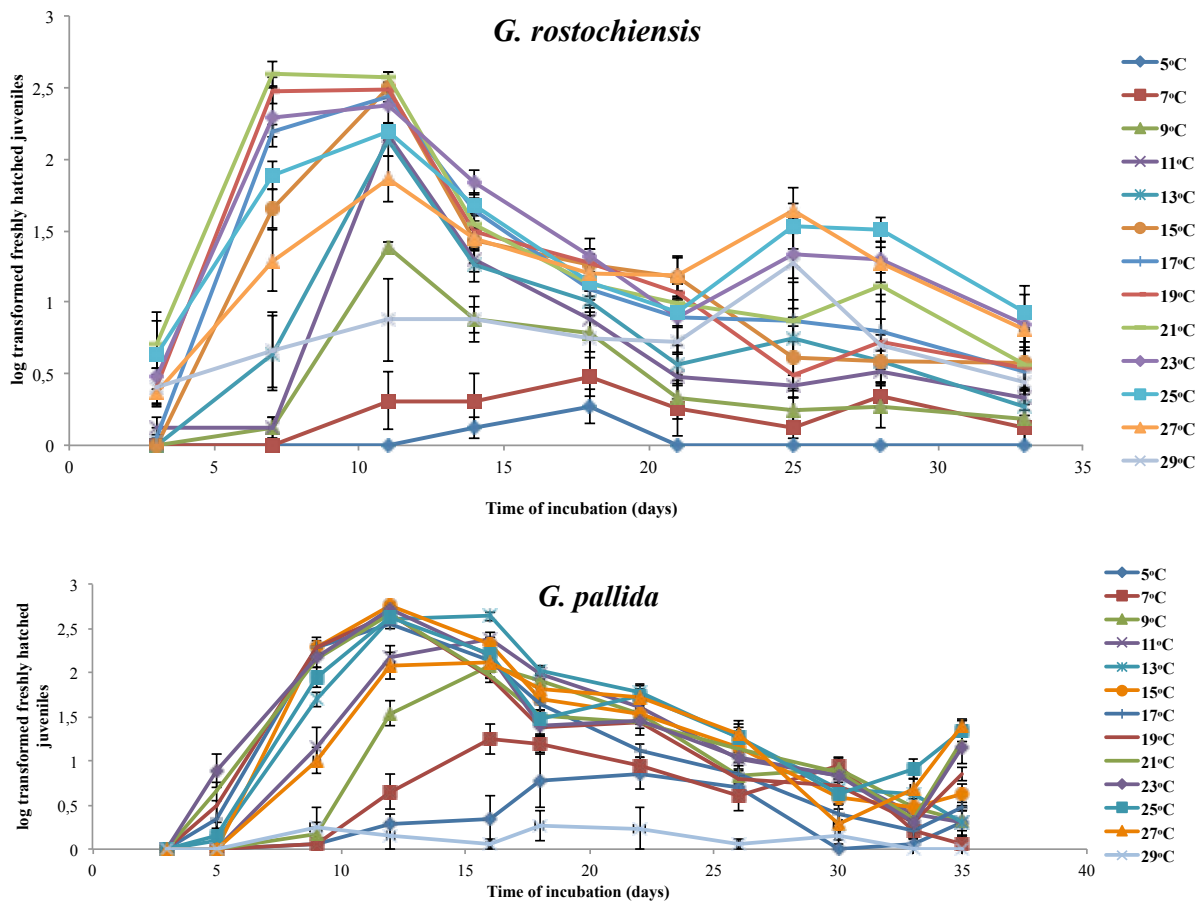 G. rostochiensis
log transformed freshly hatched juveniles
3
2,5
2
1,5
1
0,5
0
0 5 10 15 20 25 30 35
Time of incubation (days)
5ºC
7ºC
9ºC
11ºC
13ºC
15ºC
17ºC
19ºC
21ºC
23ºC
25ºC
27ºC
29ºC
G. pallida
log transformed freshly hatched
juveniles
3
2,5
2
1,5
1
0,5
0
0 5 10 15 20 25 30 35 40
Time of incubation (days)
5ºC
7ºC
9ºC
11ºC
13ºC
15ºC
17ºC
19ºC
21ºC
23ºC
25ºC
27ºC
29ºC